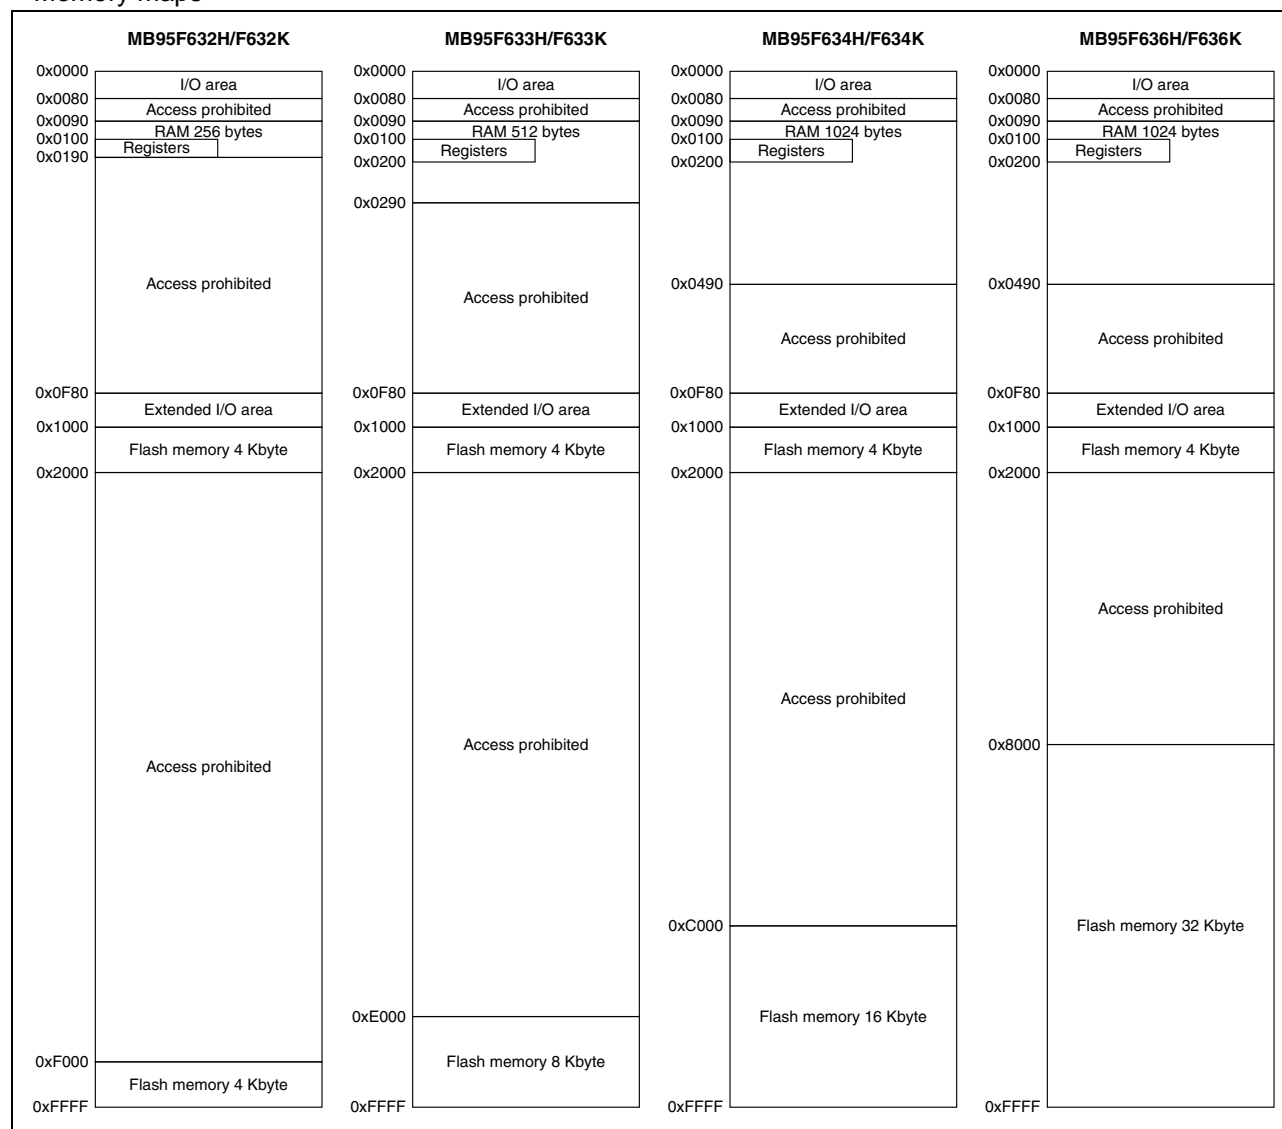 Memory maps
MB95F632H/F632K
0x0000
I/O area
0x0080
Access prohibited
0x0090
RAM 256 bytes
0x0100
Registers
0x0190
Access prohibited
0x0F80
Extended I/O area
0x1000
Flash memory 4 Kbyte
0x2000
Access prohibited
0xF000
Flash memory 4 Kbyte
0xFFFF
MB95F633H/F633K
0x0000
I/O area
0x0080
Access prohibited
0x0090
RAM 512 bytes
0x0100
Registers
0x0200
0x0290
Access prohibited
0x0F80
Extended I/O area
0x1000
Flash memory 4 Kbyte
0x2000
Access prohibited
0xE000
Flash memory 8 Kbyte
0xFFFF
MB95F634H/F634K
0x0000
I/O area
0x0080
Access prohibited
0x0090
RAM 1024 bytes
0x0100
Registers
0x0200
0x0490
Access prohibited
0x0F80
Extended I/O area
0x1000
Flash memory 4 Kbyte
0x2000
Access prohibited
0xC000
Flash memory 16 Kbyte
0xFFFF
MB95F636H/F636K
0x0000
I/O area
0x0080
Access prohibited
0x0090
RAM 1024 bytes
0x0100
Registers
0x0200
0x0490
Access prohibited
0x0F80
Extended I/O area
0x1000
Flash memory 4 Kbyte
0x2000
Access prohibited
0x8000
Flash memory 32 Kbyte
0xFFFF